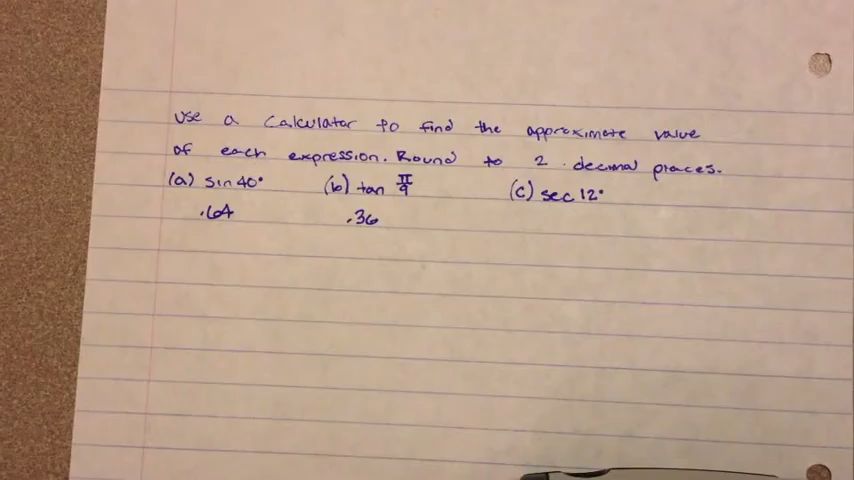 Use a calculator to find the approximate value
of each expression. Round to 2 decimal places.
(a) sin 40° (b) tan π/9 (c) sec 12°
.64 .36